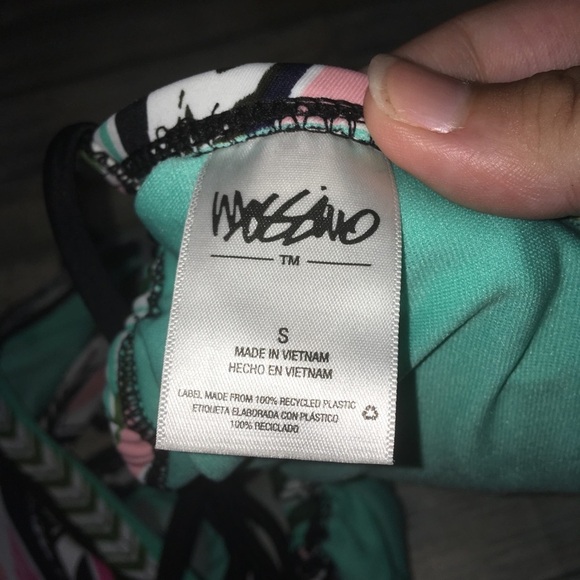 mossimo
TM
S
MADE IN VIETNAM
HECHO EN VIETNAM
LABEL MADE FROM 100% RECYCLED PLASTIC
ETIQUETA ELABORADA CON PLÁSTICO
100% RECICLADO